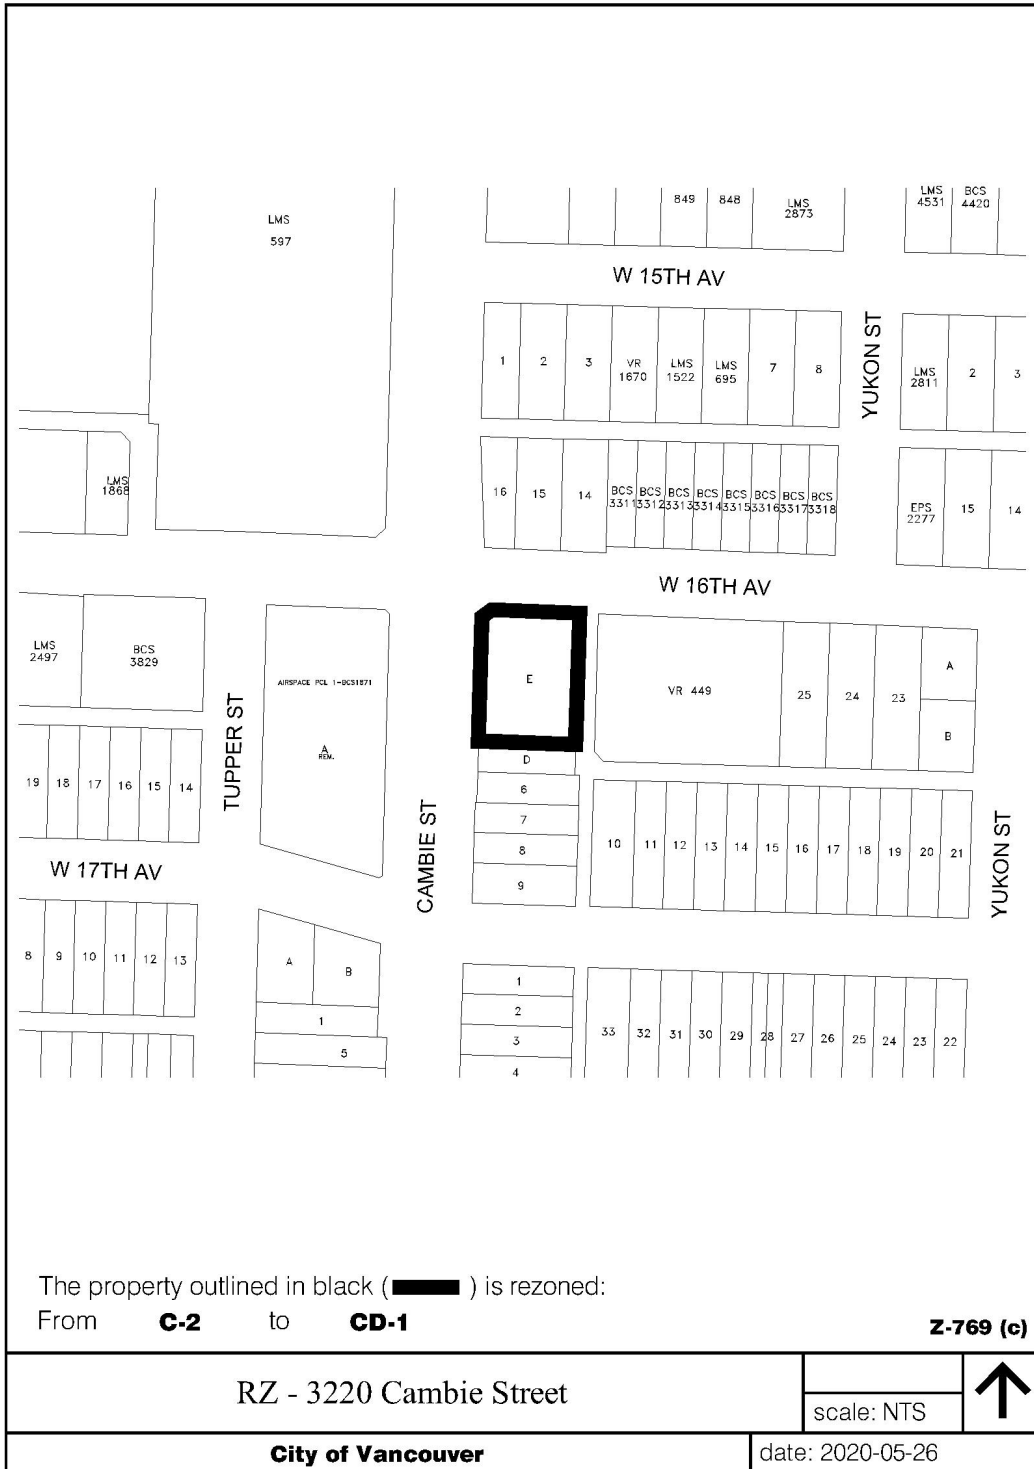 849 848
LMS
2873
LMS
4531
BCS
4420
LMS
597
W 15TH AV
YUKON ST
1 2 3
VR
1670
LMS
1522
LMS
695
7 8
LMS
2811
2 3
LMS
1868
16 15 14
BCS
3311
BCS
3312
BCS
3313
BCS
3314
BCS
3315
BCS
3316
BCS
3317
BCS
3318
EPS
2277
15 14
W 16TH AV
LMS
2497
BCS
3829
TUPPER ST
AIRSPACE PCL 1-BCS1871
A
REM.
E
VR 449
25 24 23
A
B
D
6
7
8
9
19 18 17 16 15 14
CAMBIE ST
10 11 12 13 14 15 16 17 18 19 20 21
YUKON ST
W 17TH AV
8 9 10 11 12 13
A B
1
5
1
2
3
4
33 32 31 30 29 28 27 26 25 24 23 22
The property outlined in black ( ) is rezoned:
From C-2 to CD-1
Z-769 (c)
RZ - 3220 Cambie Street
scale: NTS
City of Vancouver
date: 2020-05-26